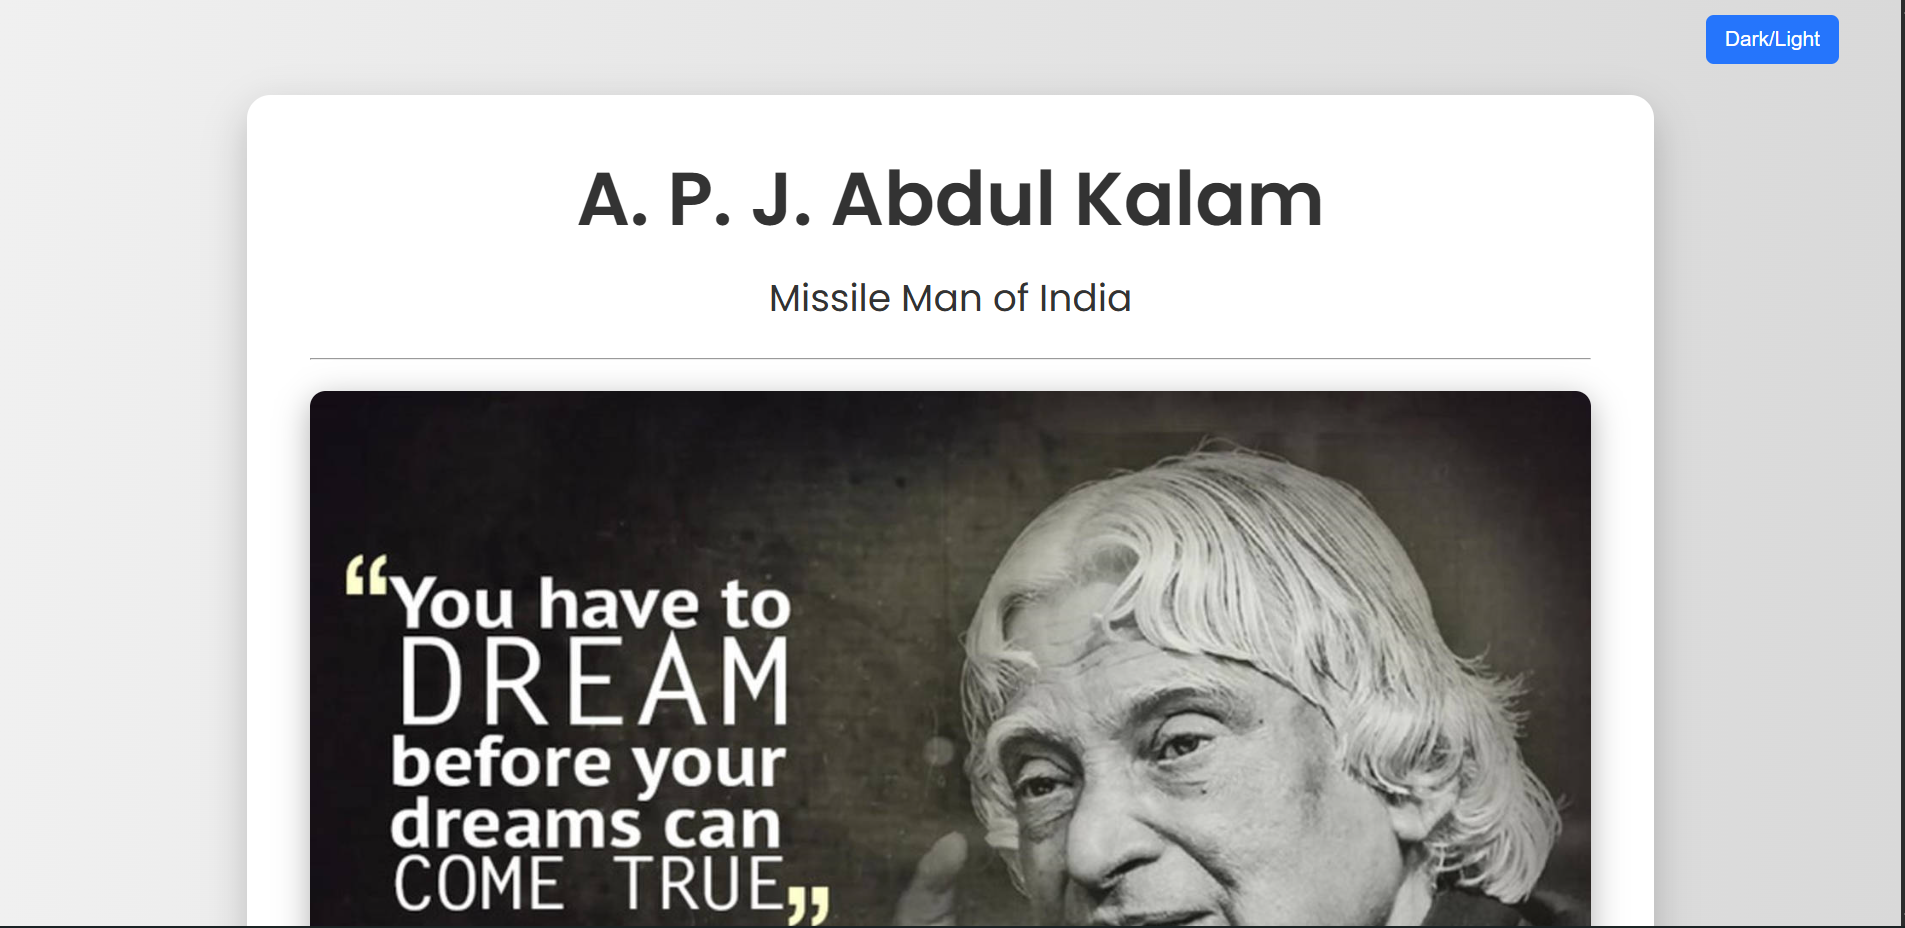 Dark/Light
A. P. J. Abdul Kalam
Missile Man of India
“You have to
DREAM
before your
dreams can
COME TRUE”